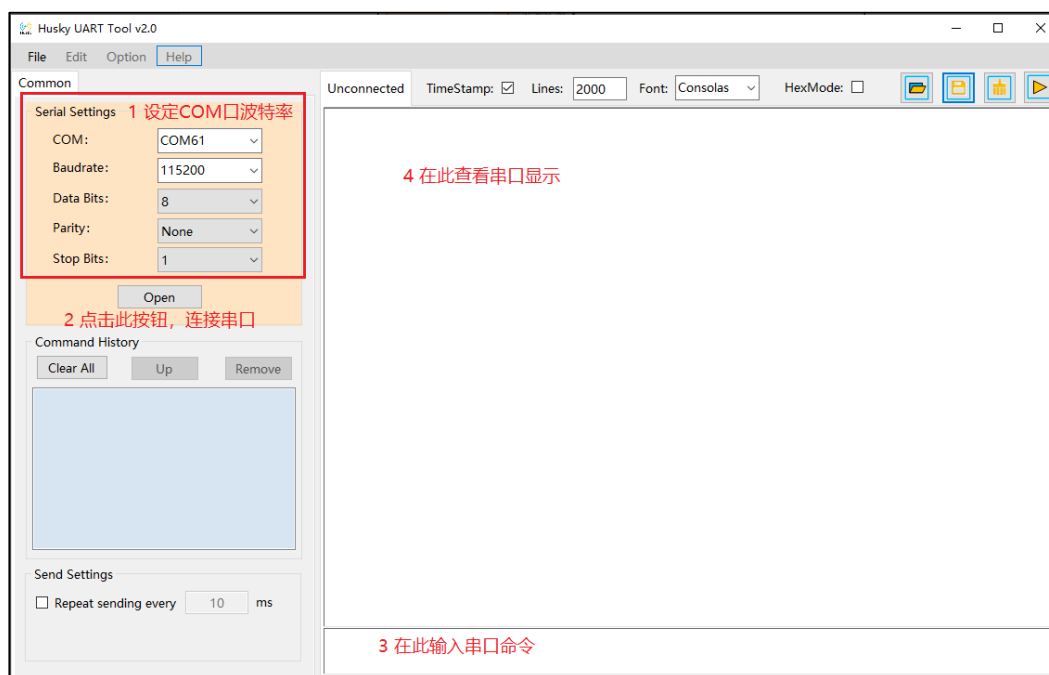 Husky UART Tool v2.0
File Edit Option Help
Common
Unconnected TimeStamp: Lines: 2000 Font: Consolas HexMode:
Serial Settings 1 设定COM口波特率
COM: COM61
Baudrate: 115200
Data Bits: 8
Parity: None
Stop Bits: 1
Open
2 点击此按钮，连接串口
4 在此查看串口显示
Command History
Clear All Up Remove
Send Settings
Repeat sending every 10 ms
3 在此输入串口命令